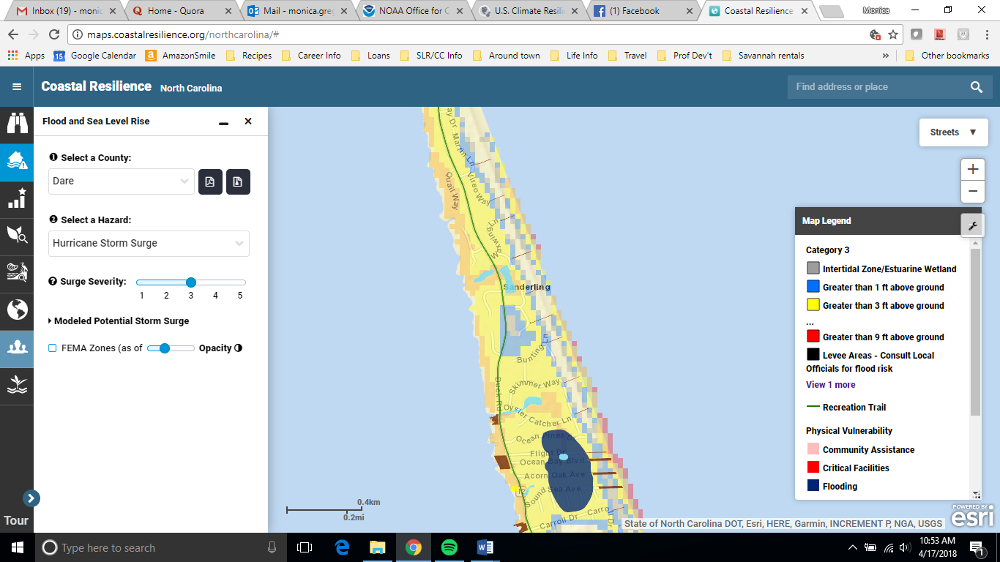 Inbox (19) - monic
Home - Quora
Mail - monica.greg
NOAA Office for C
U.S. Climate Resili
(1) Facebook
Coastal Resilience
Monica
maps.coastalresilience.org/northcarolina/#
Apps
Google Calendar
AmazonSmile
Recipes
Career Info
Loans
SLR/CC Info
Around town
Life Info
Travel
Prof Dev't
Savannah rentals
»
Other bookmarks
Coastal Resilience North Carolina
Find address or place
Flood and Sea Level Rise
1 Select a County:
Dare
2 Select a Hazard:
Hurricane Storm Surge
? Surge Severity:
1 2 3 4 5
Modeled Potential Storm Surge
FEMA Zones (as of
Opacity
Tour
Streets
Map Legend
Category 3
Intertidal Zone/Estuarine Wetland
Greater than 1 ft above ground
Greater than 3 ft above ground
...
Greater than 9 ft above ground
Levee Areas - Consult Local
Officials for flood risk
View 1 more
Recreation Trail
Physical Vulnerability
Community Assistance
Critical Facilities
Flooding
ay Dr
Marlin Ln
Quail Way
Vireo Way
Waxwing Ln
Sanderling
Bunting Ln
Duck Rd
Skimmer Way
Oyster Catcher Ln
Ocean Pines
Flight Dr
Ocean Bay Blvd
Acorn Oak Ave
Sound Sea Ave
Carroll Dr
Carro
Dr
0.4km
0.2mi
State of North Carolina DOT, Esri, HERE, Garmin, INCREMENT P, NGA, USGS
POWERED BY
esri
Type here to search
10:53 AM
4/17/2018
1